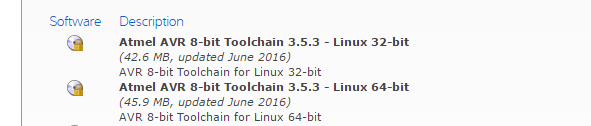 Software Description
Atmel AVR 8-bit Toolchain 3.5.3 - Linux 32-bit
(42.6 MB, updated June 2016)
AVR 8-bit Toolchain for Linux 32-bit
Atmel AVR 8-bit Toolchain 3.5.3 - Linux 64-bit
(45.9 MB, updated June 2016)
AVR 8-bit Toolchain for Linux 64-bit